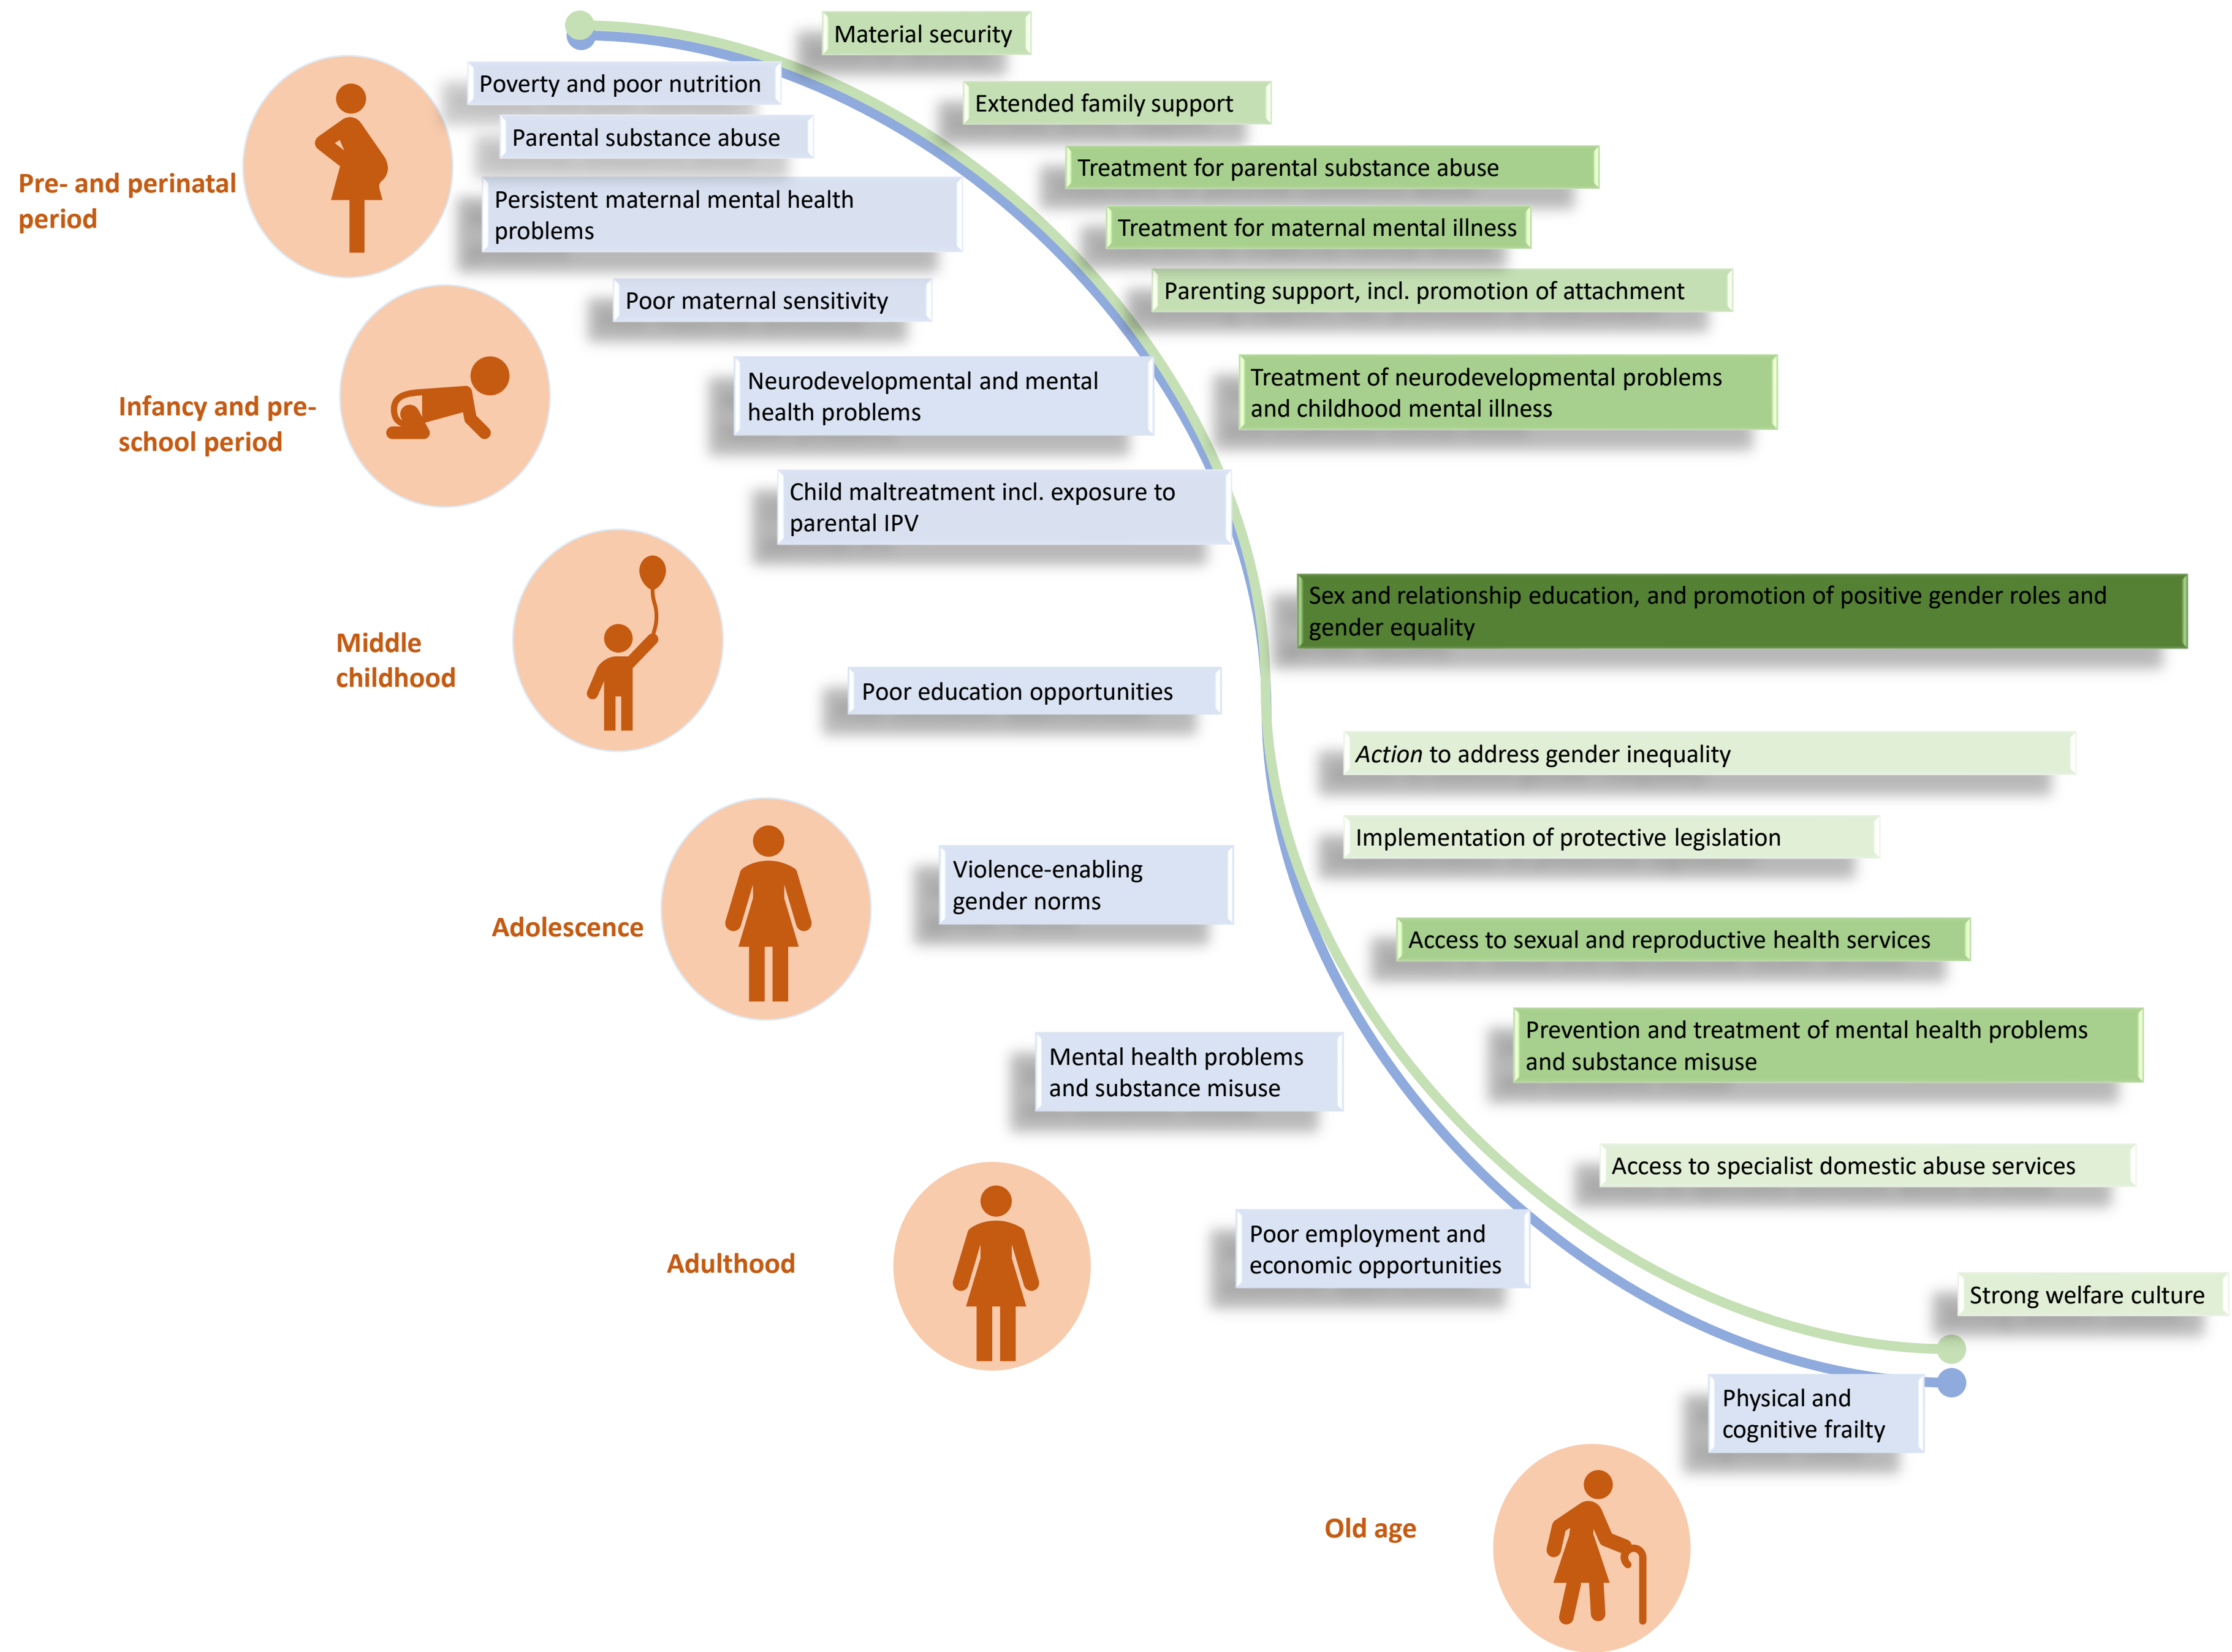 Material security
Poverty and poor nutrition
Extended family support
Parental substance abuse
Treatment for parental substance abuse
Pre- and perinatal
period
Persistent maternal mental health
problems
Treatment for maternal mental illness
Poor maternal sensitivity
Parenting support, incl. promotion of attachment
Infancy and pre-
school period
Neurodevelopmental and mental
health problems
Treatment of neurodevelopmental problems
and childhood mental illness
Child maltreatment incl. exposure to
parental IPV
Sex and relationship education, and promotion of positive gender roles and
gender equality
Middle
childhood
Poor education opportunities
Action to address gender inequality
Implementation of protective legislation
Violence-enabling
gender norms
Adolescence
Access to sexual and reproductive health services
Prevention and treatment of mental health problems
and substance misuse
Mental health problems
and substance misuse
Access to specialist domestic abuse services
Adulthood
Poor employment and
economic opportunities
Strong welfare culture
Physical and
cognitive frailty
Old age